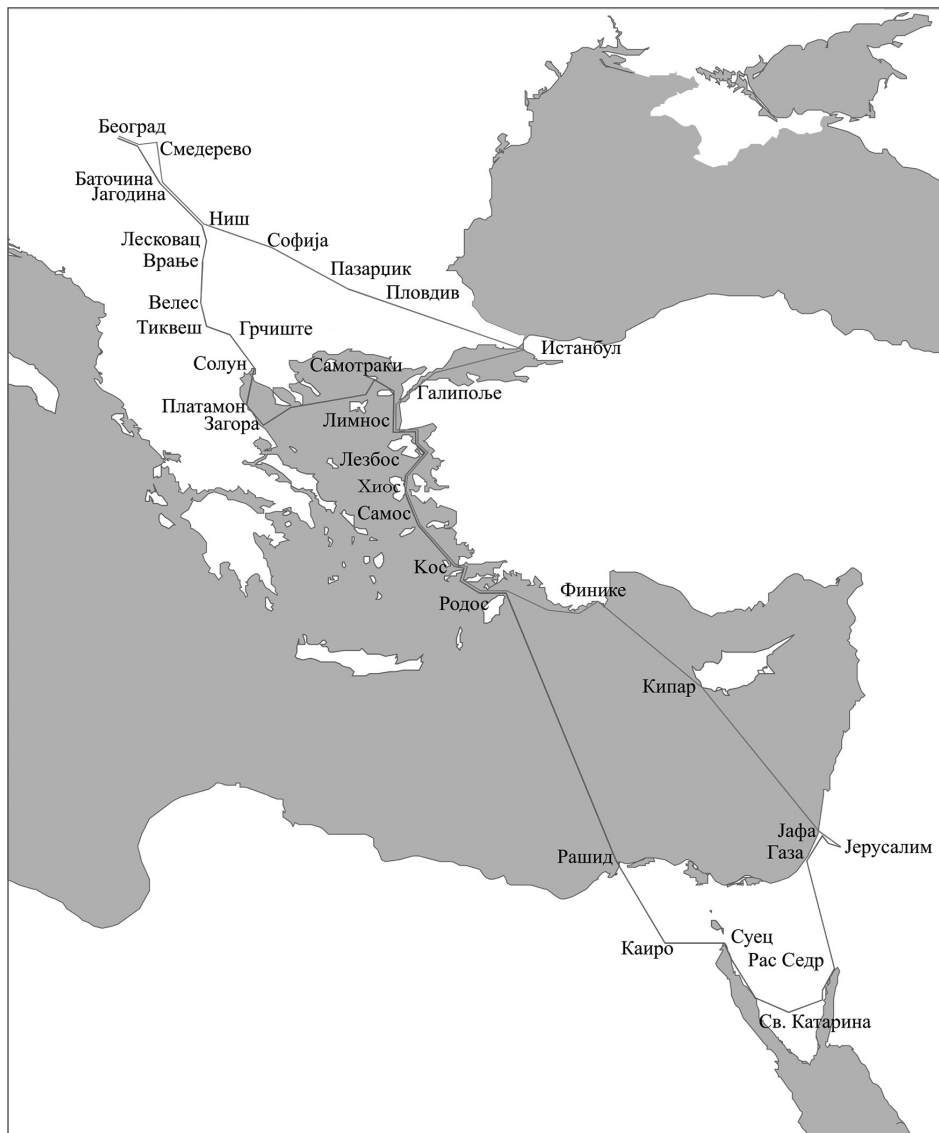 Београд
Смедерево
Баточина
Јагодина
Ниш
Лесковац
Врање
Софија
Пазарџик
Пловдив
Велес
Тиквеш
Грчиште
Истанбул
Солун
Самотраки
Галипоље
Платамон
Загора
Лимнос
Лезбос
Хиос
Самос
Кос
Родос
Финике
Кипар
Јафа
Газа
Јерусалим
Рашид
Каиро
Суец
Рас Седр
Св. Катарина